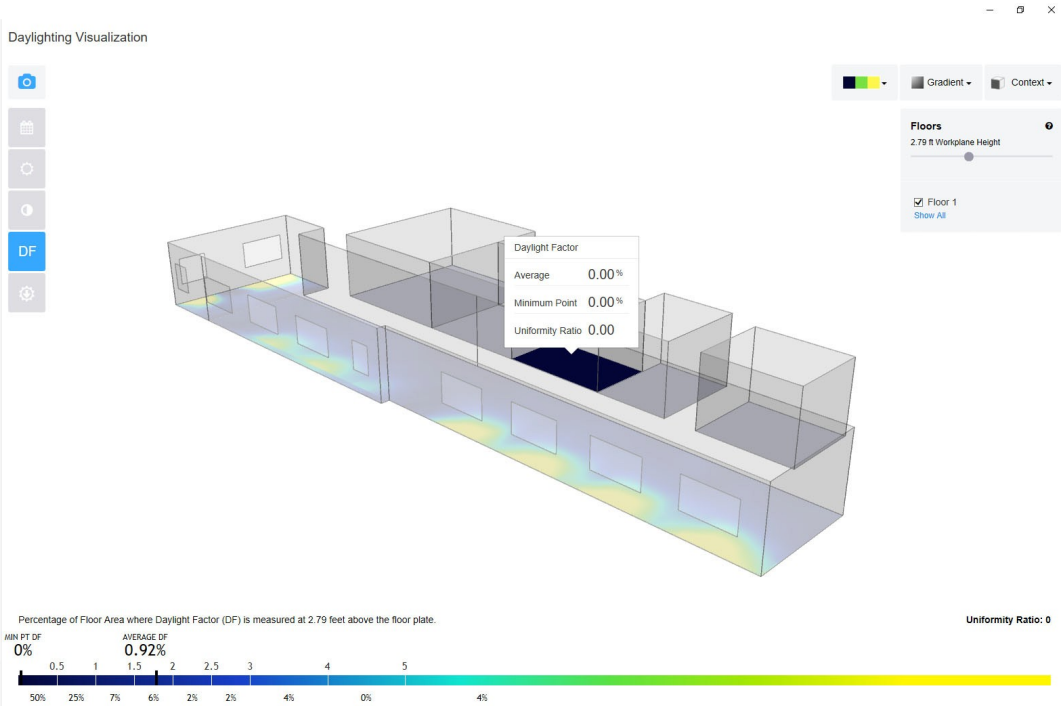 Daylighting Visualization
Gradient
Context
Floors
2.79 ft Workplane Height
Floor 1
Show All
DF
Daylight Factor
Average 0.00 %
Minimum Point 0.00 %
Uniformity Ratio 0.00
Percentage of Floor Area where Daylight Factor (DF) is measured at 2.79 feet above the floor plate.
Uniformity Ratio: 0
MIN PT DF AVERAGE DF
0% 0.92%
0.5 1 1.5 2 2.5 3 4 5
50% 25% 7% 6% 2% 2% 4% 0% 4%